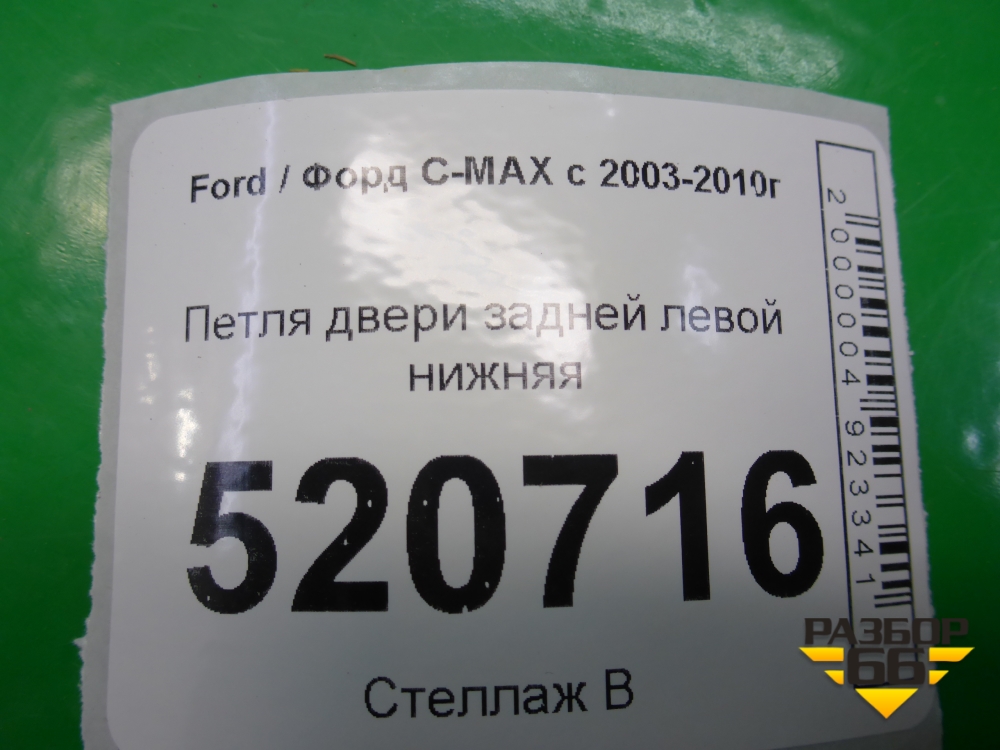 Ford / Форд C-MAX с 2003-2010г
Петля двери задней левой
нижняя
520716
Стеллаж В
2000004923341
РАЗБОР
66